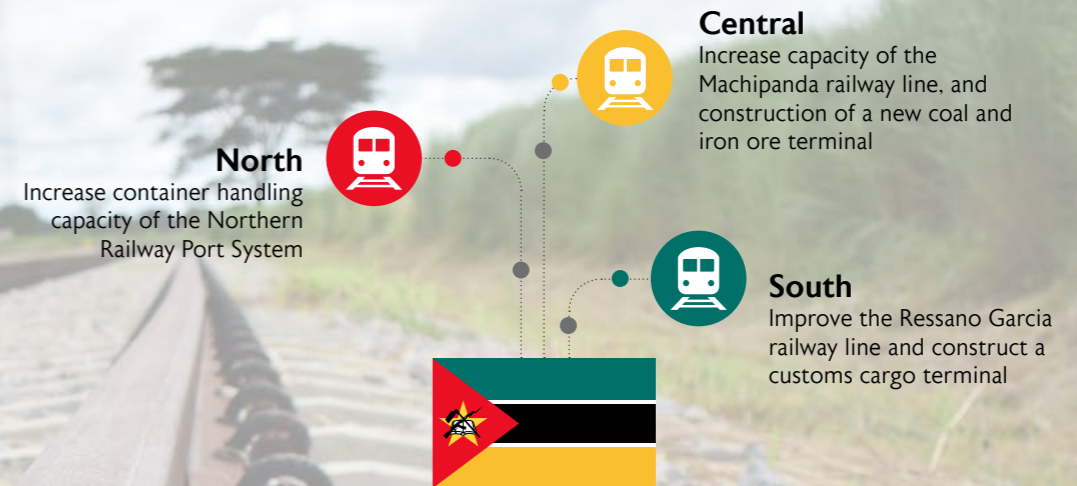 Central
Increase capacity of the
Machipanda railway line, and
construction of a new coal and
iron ore terminal
North
Increase container handling
capacity of the Northern
Railway Port System
South
Improve the Ressano Garcia
railway line and construct a
customs cargo terminal